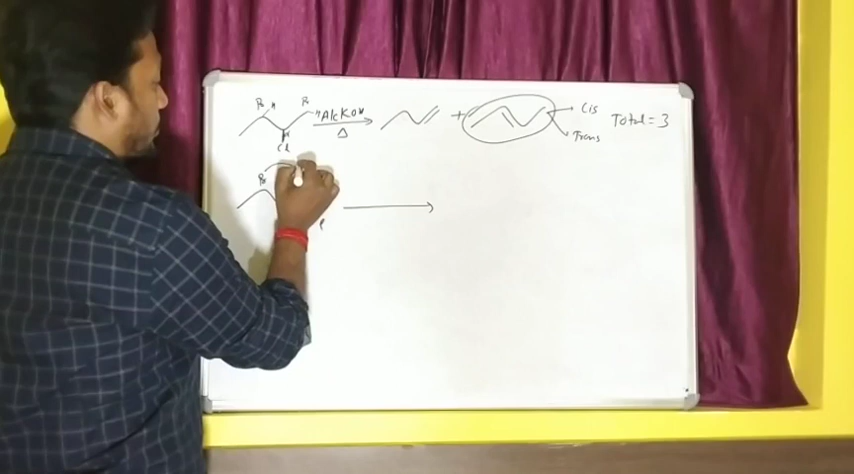 β H β "Alc KOH" + Cis Total = 3
Cl Δ Trans
β